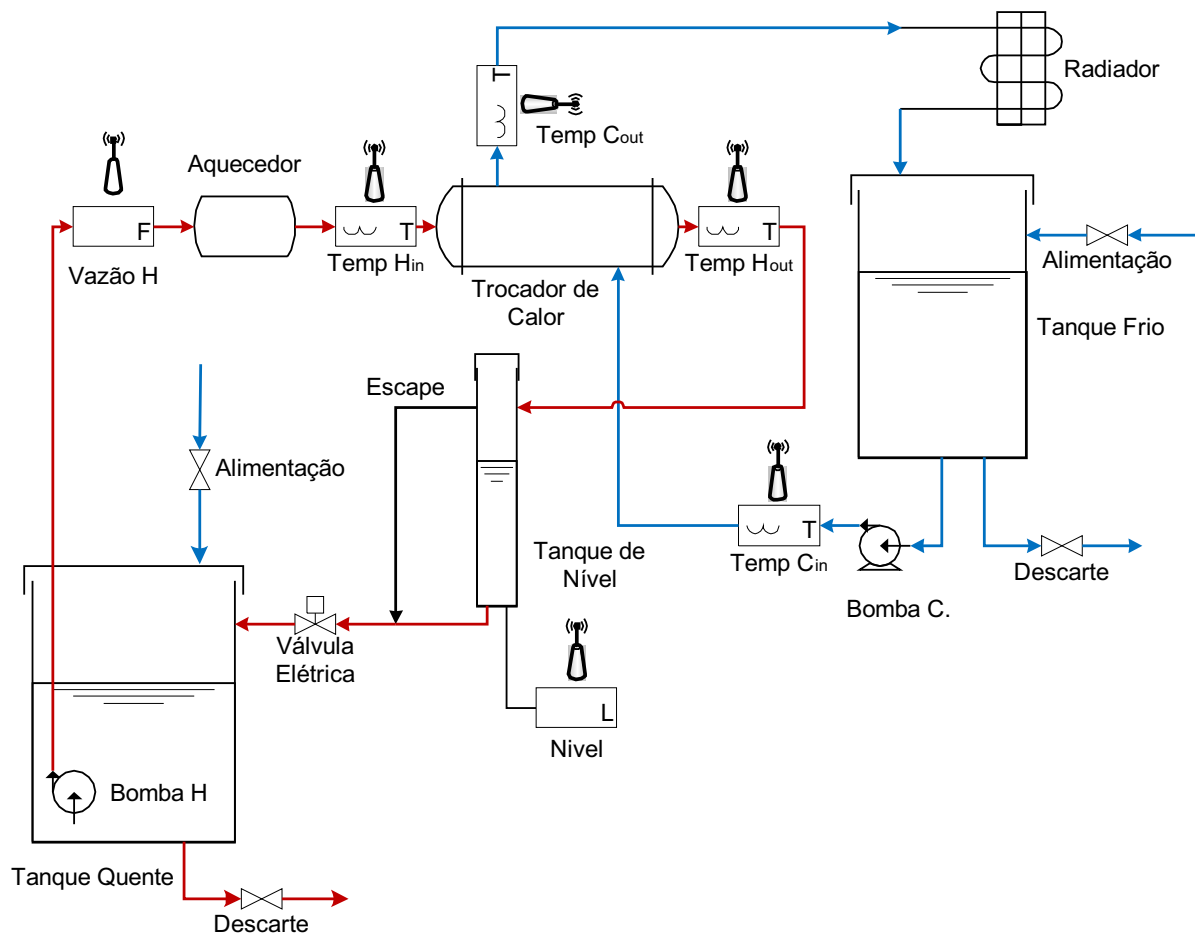 T
Radiador
Temp Cout
Aquecedor
F
T
T
Vazão H
Temp Hin
Temp Hout
Trocador de
Calor
Alimentação
Tanque Frio
Escape
Alimentação
T
Tanque de
Nível
Temp Cin
Descarte
Bomba C.
Válvula
Elétrica
L
Nivel
Bomba H
Tanque Quente
Descarte